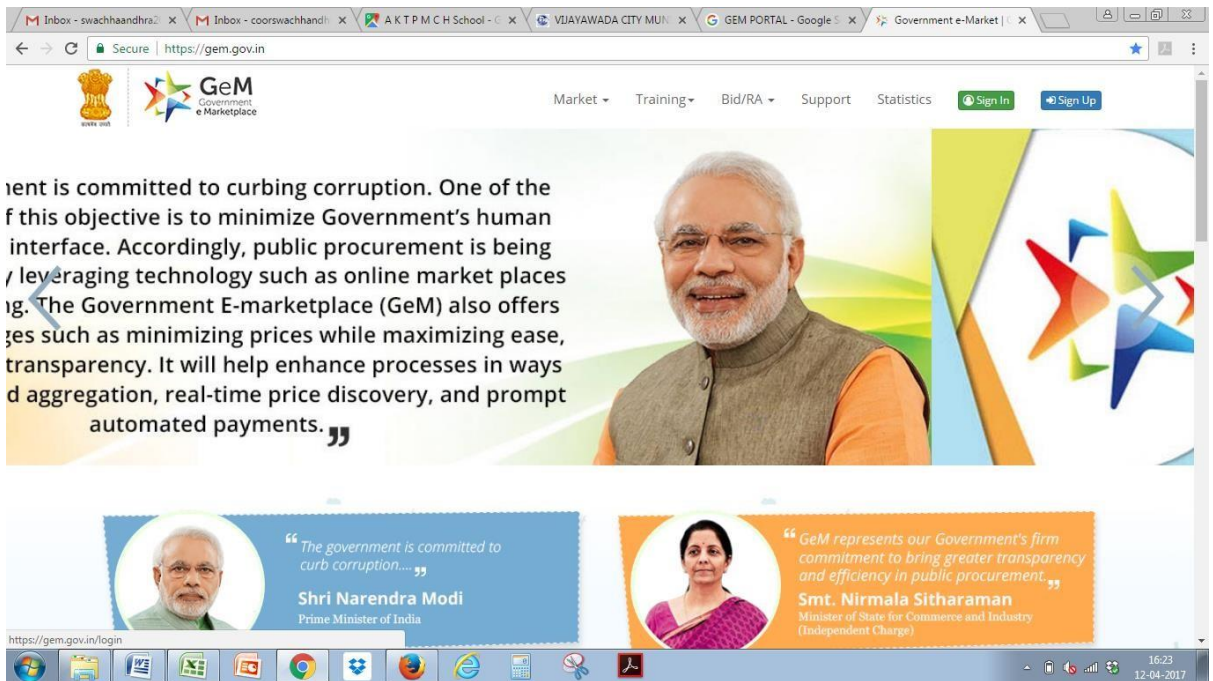 Inbox - swachhaandhra2
Inbox - coorswachhandh
A K T P M C H School - G
VIJAYAWADA CITY MUN
GEM PORTAL - Google S
Government e-Market | G
Secure | https://gem.gov.in
सत्यमेव जयते
GeM
Government
e Marketplace
Market
Training
Bid/RA
Support
Statistics
Sign In
Sign Up
ent is committed to curbing corruption. One of the
f this objective is to minimize Government's human
interface. Accordingly, public procurement is being
y leveraging technology such as online market places
ng. The Government E-marketplace (GeM) also offers
ges such as minimizing prices while maximizing ease,
transparency. It will help enhance processes in ways
d aggregation, real-time price discovery, and prompt
automated payments. ”
“ The government is committed to
curb corruption.... ”
Shri Narendra Modi
Prime Minister of India
“ GeM represents our Government's firm
commitment to bring greater transparency
and efficiency in public procurement. ”
Smt. Nirmala Sitharaman
Minister of State for Commerce and Industry
(Independent Charge)
https://gem.gov.in/login
16:23
12-04-2017